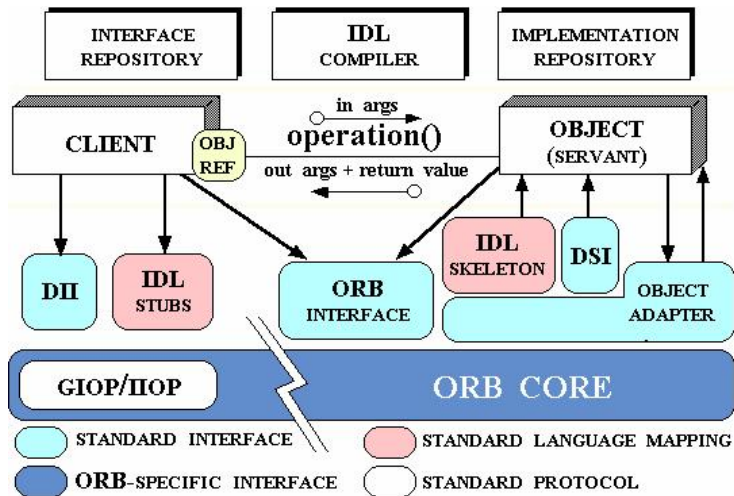 INTERFACE
REPOSITORY
IDL
COMPILER
IMPLEMENTATION
REPOSITORY
in args
operation()
out args + return value
CLIENT
OBJ
REF
OBJECT
(SERVANT)
DII
IDL
STUBS
ORB
INTERFACE
IDL
SKELETON
DSI
OBJECT
ADAPTER
GIOP/IIOP
ORB CORE
STANDARD INTERFACE
STANDARD LANGUAGE MAPPING
ORB-SPECIFIC INTERFACE
STANDARD PROTOCOL